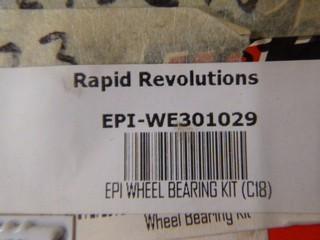 Rapid Revolutions
EPI-WE301029
EPI WHEEL BEARING KIT (C18)
Wheel Bearing Kit